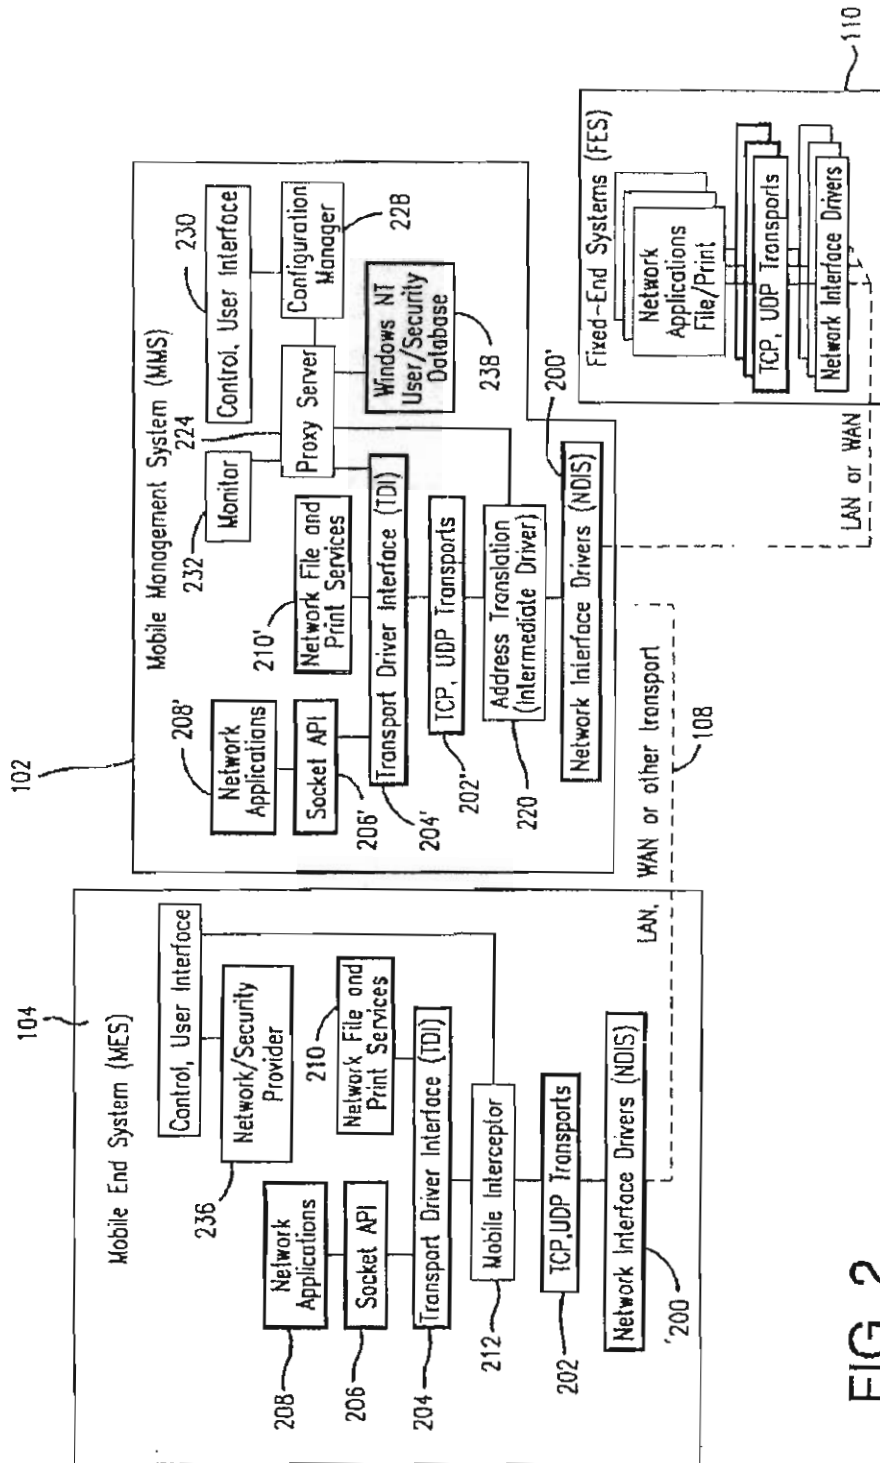 104
Mobile End System (MES)
Control, User Interface
Network/Security
Provider
236
208
Network
Applications
210
Network File and
Print Services
206
Socket API
204
Transport Driver Interface (TDI)
212
Mobile Interceptor
202
TCP,UDP Transports
Network Interface Drivers (NDIS)
'200
LAN, WAN or other transport
108
102
Mobile Management System (MMS)
208'
Network
Applications
232
Monitor
224
230
Control, User Interface
Proxy Server
Configuration
Manager
228
210'
Network File and
Print Services
Windows NT
User/Security
Database
238
Socket API
206'
Transport Driver Interface (TDI)
204'
TCP, UDP Transports
202'
Address Translation
(Intermediate Driver)
220
Network Interface Drivers (NDIS)
200'
LAN or WAN
Fixed-End Systems (FES)
Network
Applications
File/Print
TCP, UDP Transports
Network Interface Drivers
110
FIG. 2